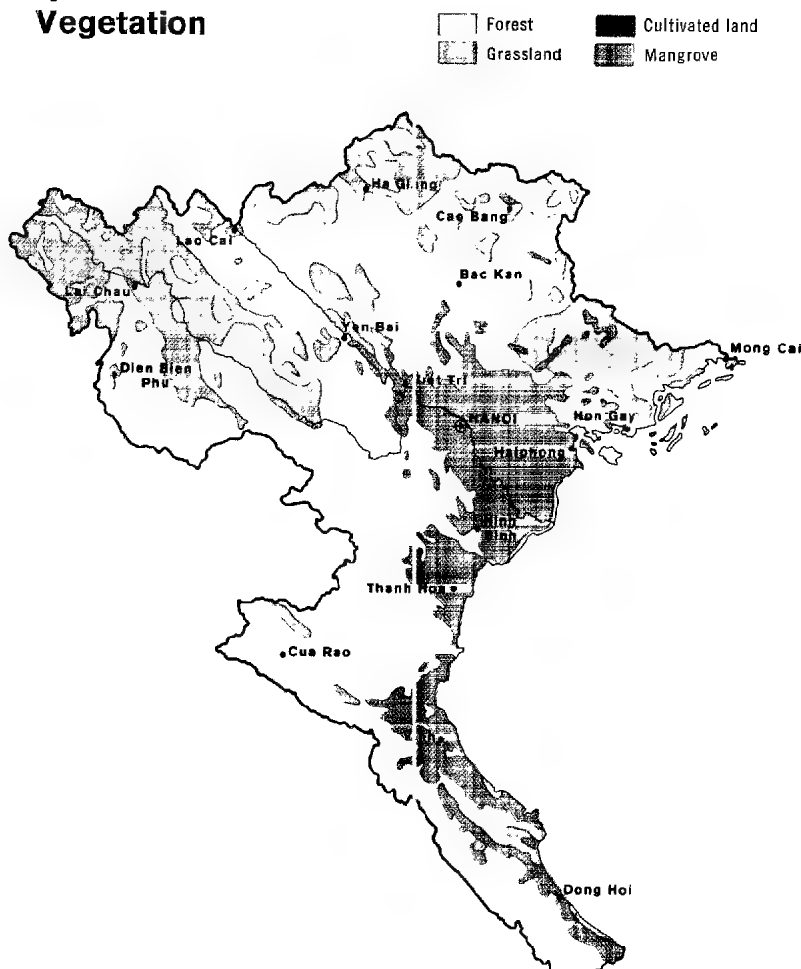 Vegetation
Forest
Cultivated land
Grassland
Mangrove
Ha Giang
Cao Bang
Lao Cai
Bac Kan
Lai Chau
Yen Bai
Mong Cai
Dien Bien
Phu
Viet Tri
Hon Gay
HANOI
Haiphong
Ninh
Binh
Thanh Hoa
Cua Rao
Dong Hoi